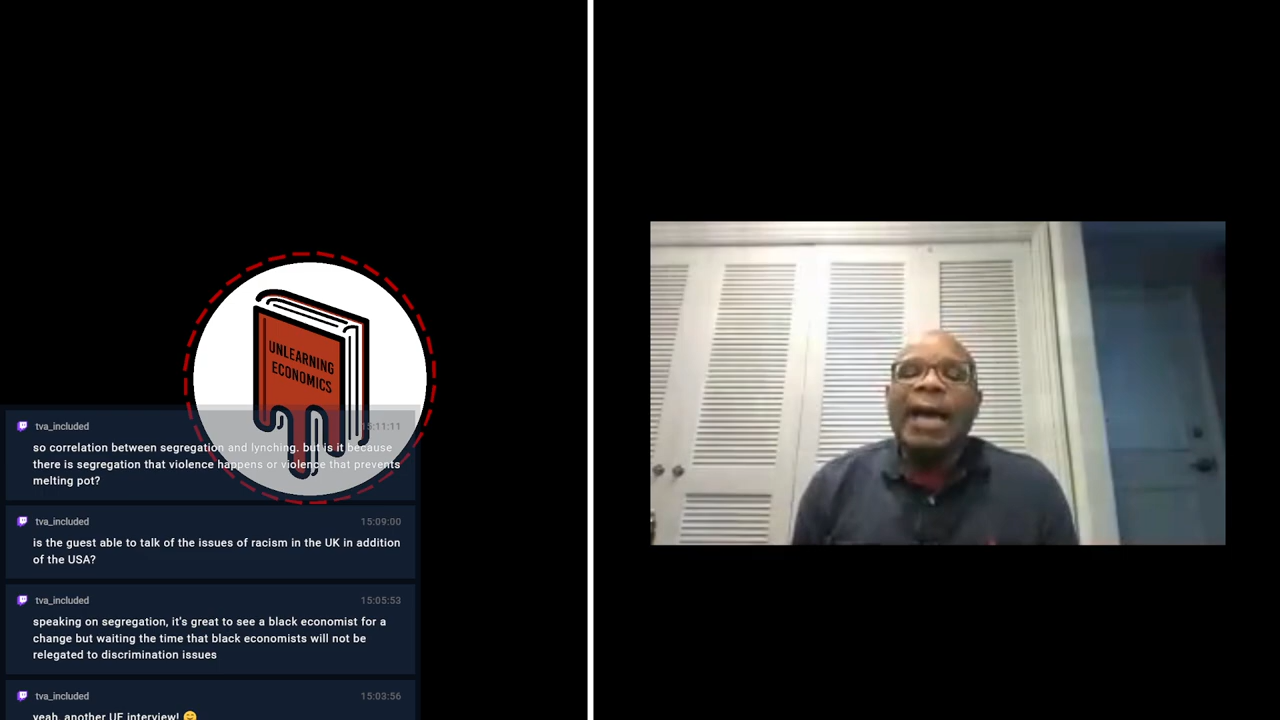 UNLEARNING
ECONOMICS
tva_included 15:11:11
so correlation between segregation and lynching. but is it because
there is segregation that violence happens or violence that prevents
melting pot?
tva_included 15:09:00
is the guest able to talk of the issues of racism in the UK in addition
of the USA?
tva_included 15:05:53
speaking on segregation, it's great to see a black economist for a
change but waiting the time that black economists will not be
relegated to discrimination issues
tva_included 15:03:56
yeah, another UE interview! 😊